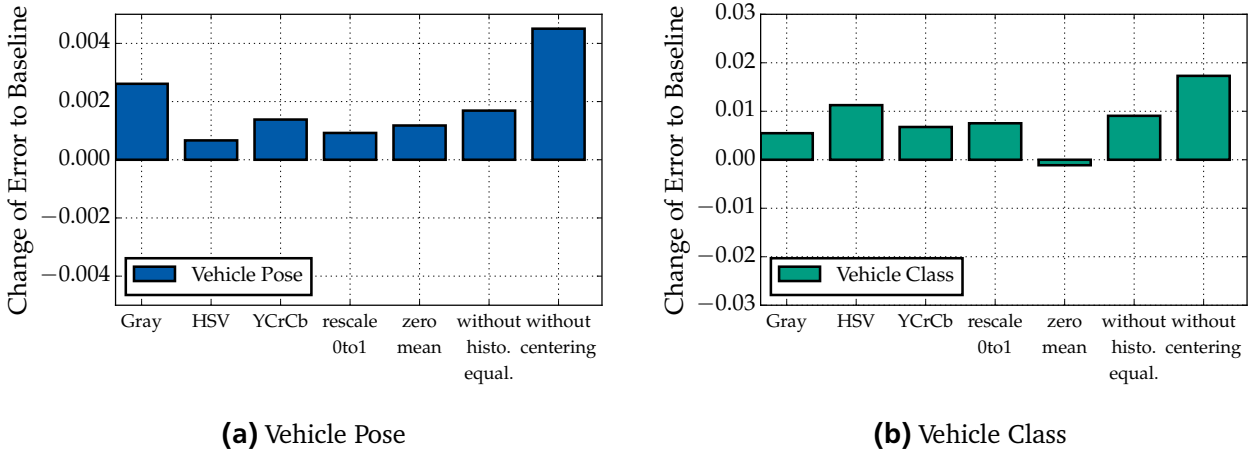 Change of Error to Baseline
0.004
0.002
0.000
−0.002
−0.004
Vehicle Pose
Gray HSV YCrCb rescale zero without without
0to1 mean histo. centering
equal.
(a) Vehicle Pose
Change of Error to Baseline
0.03
0.02
0.01
0.00
−0.01
−0.02
−0.03
Vehicle Class
Gray HSV YCrCb rescale zero without without
0to1 mean histo. centering
equal.
(b) Vehicle Class